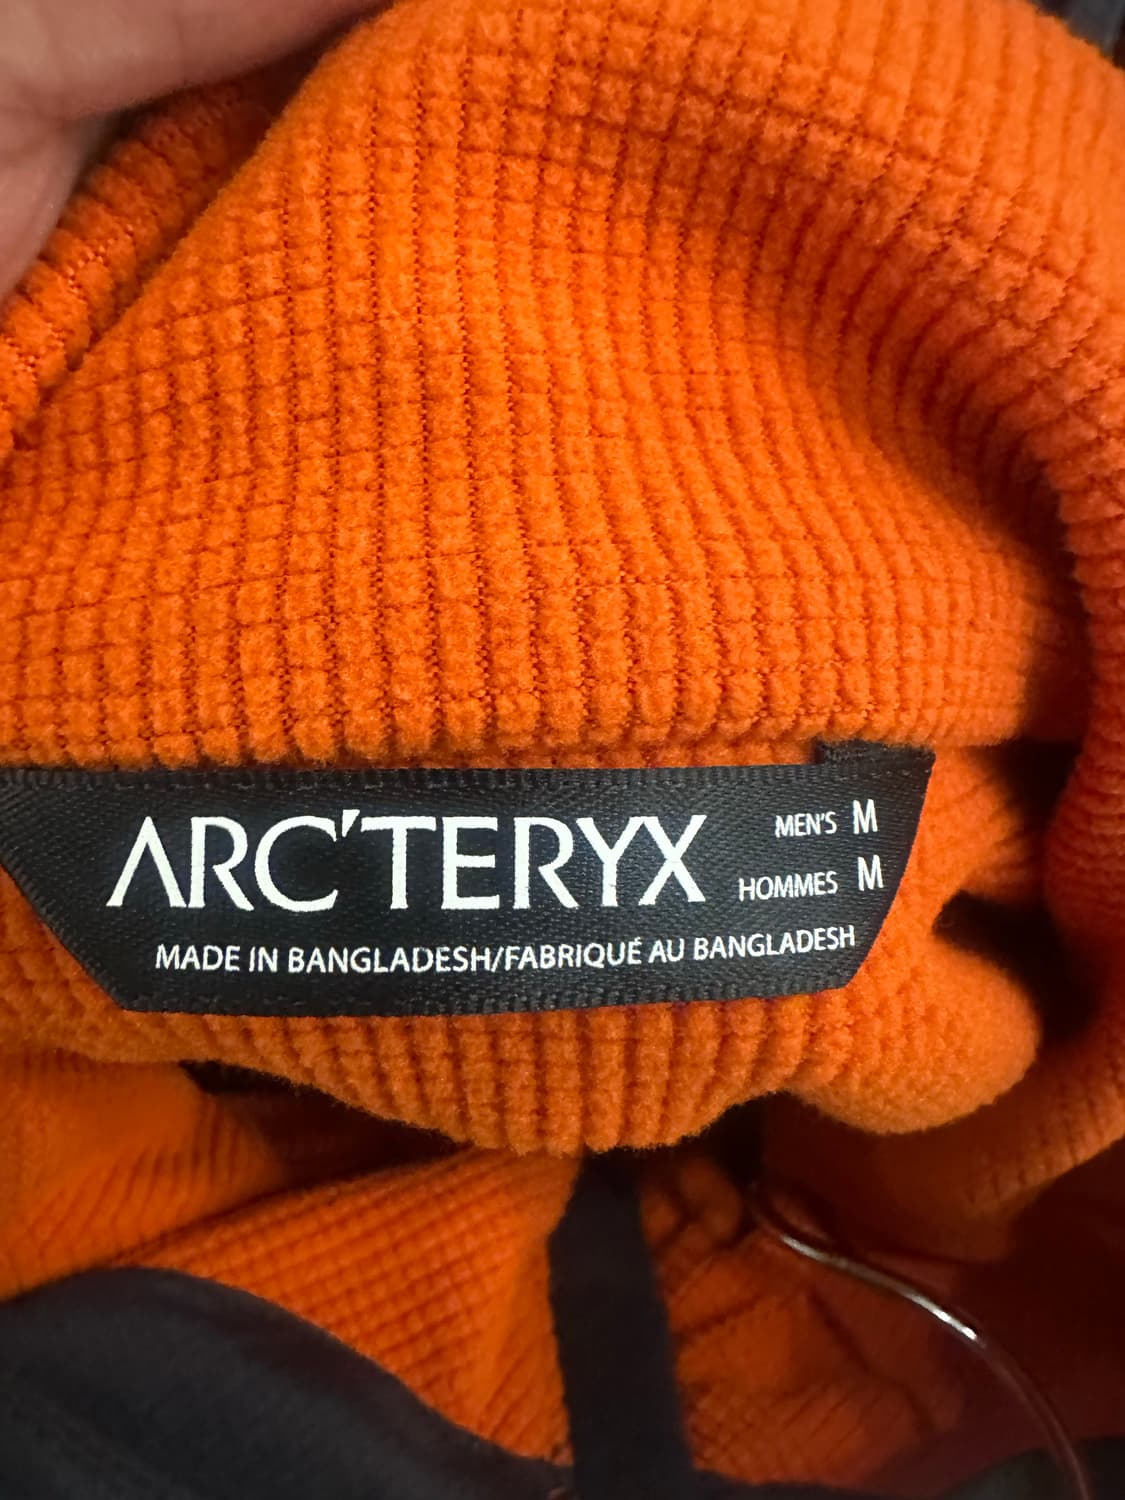 ARC'TERYX
MEN'S M
HOMMES M
MADE IN BANGLADESH/FABRIQUÉ AU BANGLADESH